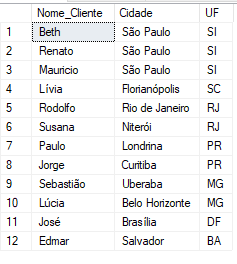 Nome_Cliente Cidade UF
1 Beth São Paulo SI
2 Renato São Paulo SI
3 Mauricio São Paulo SI
4 Lívia Florianópolis SC
5 Rodolfo Rio de Janeiro RJ
6 Susana Niterói RJ
7 Paulo Londrina PR
8 Jorge Curitiba PR
9 Sebastião Uberaba MG
10 Lúcia Belo Horizonte MG
11 José Brasília DF
12 Edmar Salvador BA